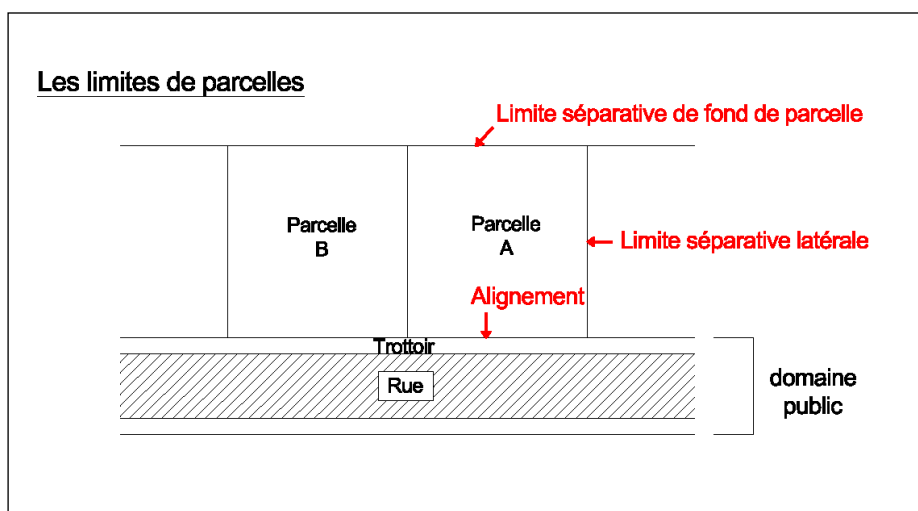 Les limites de parcelles
Limite séparative de fond de parcelle
Parcelle
B
Parcelle
A
Limite séparative latérale
Alignement
Trottoir
Rue
domaine
public